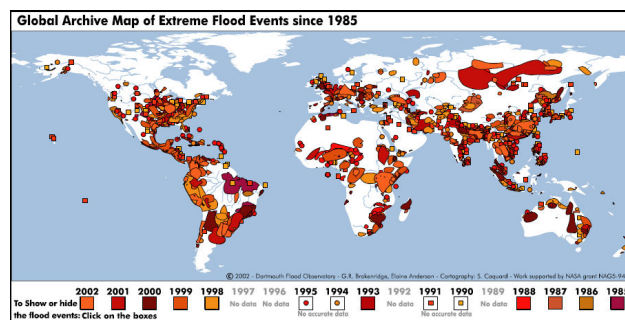 Global Archive Map of Extreme Flood Events since 1985
© 2002 - Dartmouth Flood Observatory - G.R. Brakenridge, Elaine Anderson - Cartography: S. Caquard - Work supported by NASA grant NAG5-94
2002 2001 2000 1999 1998 1997 1996 1995 1994 1993 1992 1991 1990 1989 1988 1987 1986 1985
To Show or hide No data No data No data No data
No accurate data No accurate data
the flood events: Click on the boxes